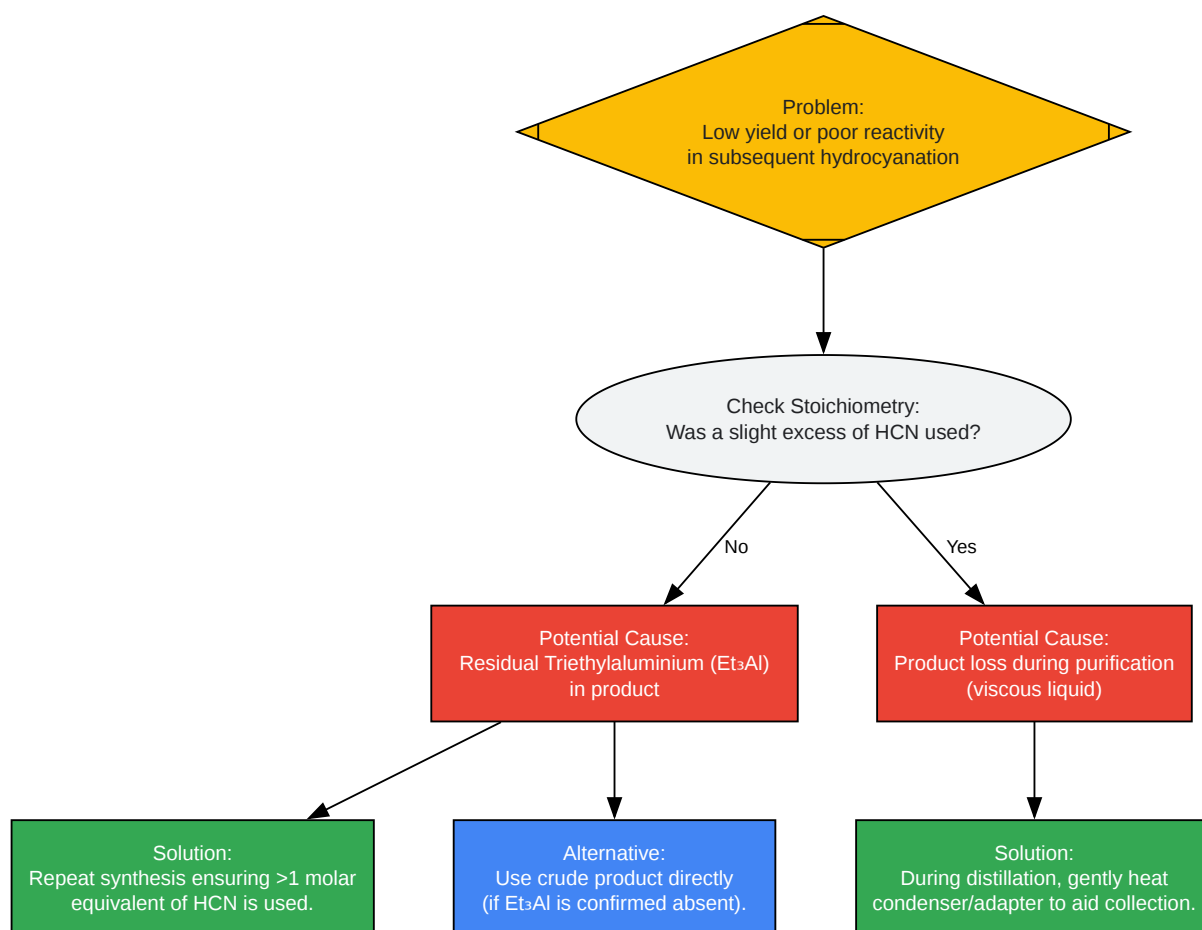 Problem:
Low yield or poor reactivity
in subsequent hydrocyanation
Check Stoichiometry:
Was a slight excess of HCN used?
No
Yes
Potential Cause:
Residual Triethylaluminium (Et₃Al)
in product
Potential Cause:
Product loss during purification
(viscous liquid)
Solution:
Repeat synthesis ensuring >1 molar
equivalent of HCN is used.
Alternative:
Use crude product directly
(if Et₃Al is confirmed absent).
Solution:
During distillation, gently heat
condenser/adapter to aid collection.